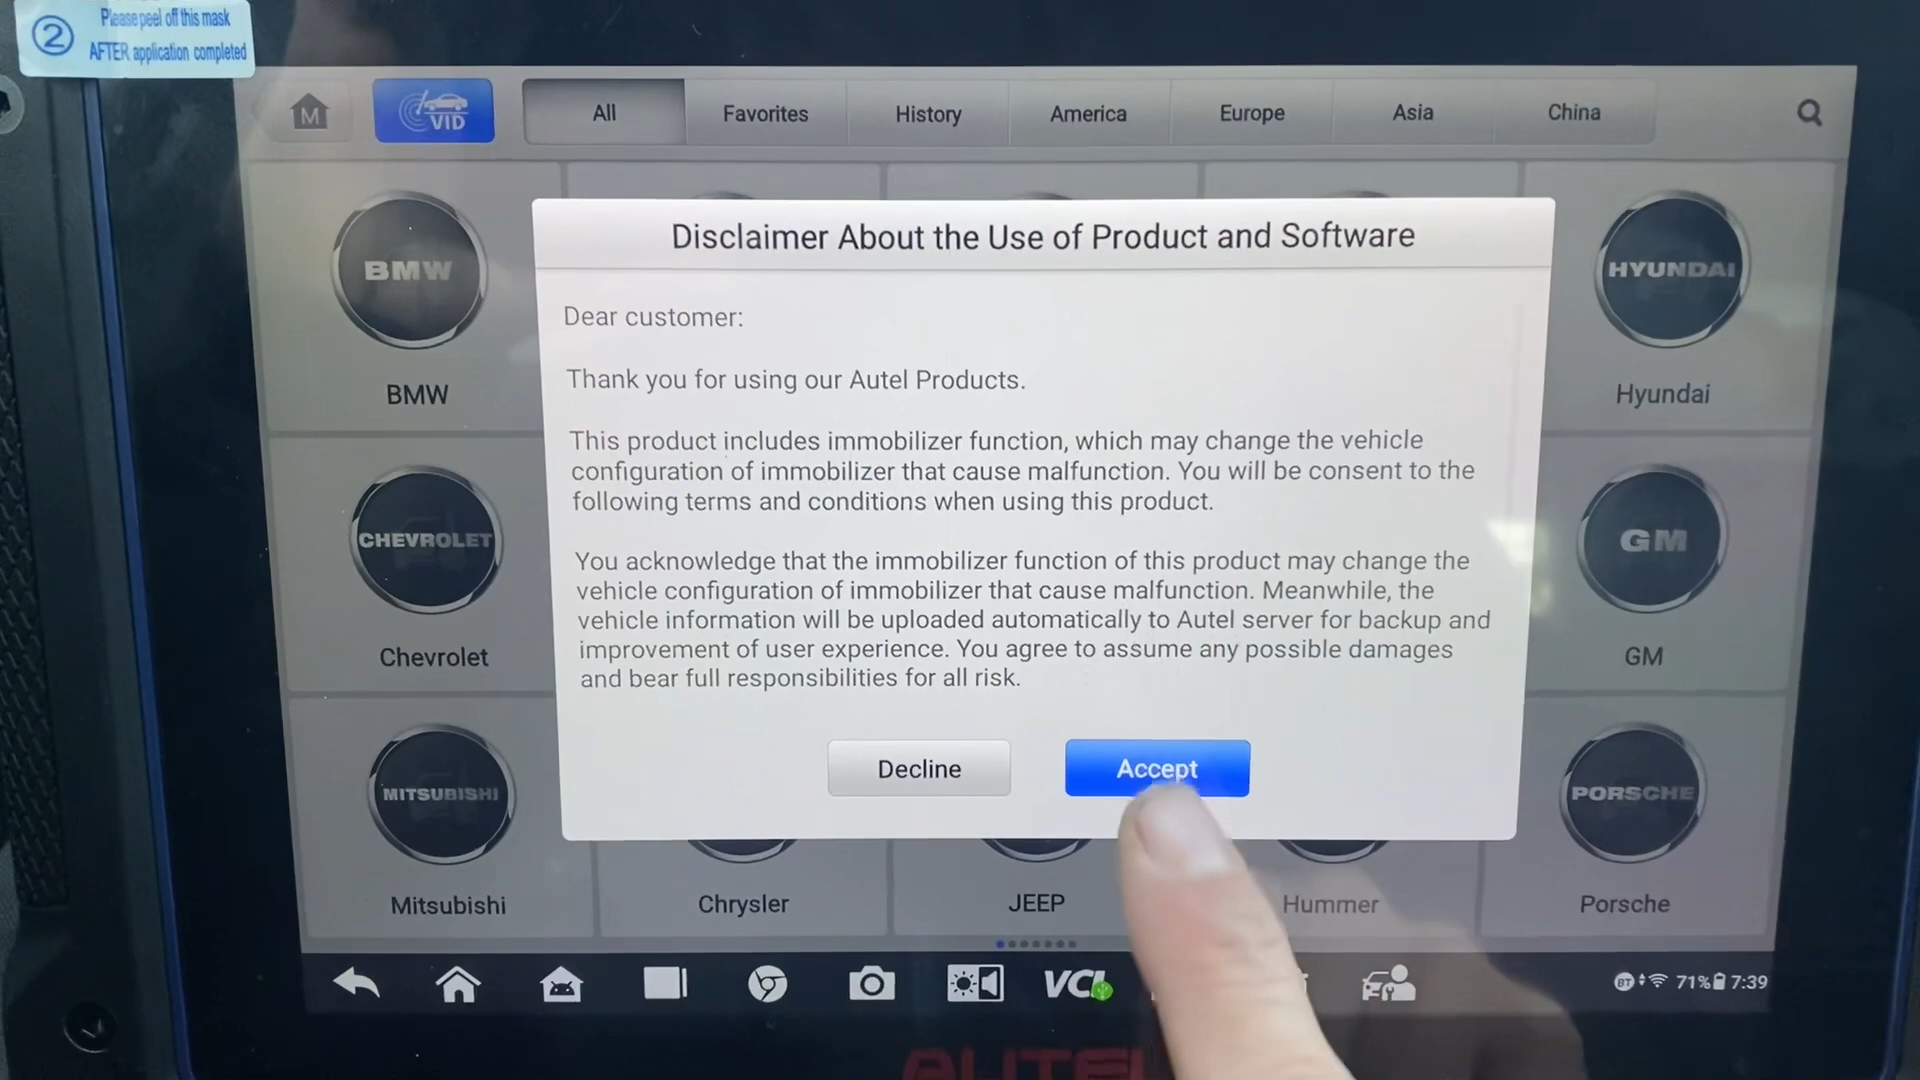 2 Please peel off this mask
AFTER application completed
M
VID
All
Favorites
History
America
Europe
Asia
China
Disclaimer About the Use of Product and Software
Dear customer:
Thank you for using our Autel Products.
This product includes immobilizer function, which may change the vehicle
configuration of immobilizer that cause malfunction. You will be consent to the
following terms and conditions when using this product.
You acknowledge that the immobilizer function of this product may change the
vehicle configuration of immobilizer that cause malfunction. Meanwhile, the
vehicle information will be uploaded automatically to Autel server for backup and
improvement of user experience. You agree to assume any possible damages
and bear full responsibilities for all risk.
Decline
Accept
BMW
BMW
HYUNDAI
Hyundai
CHEVROLET
Chevrolet
GM
GM
MITSUBISHI
Mitsubishi
Chrysler
JEEP
Hummer
PORSCHE
Porsche
VCI
BT
71%
7:39
AUTEL